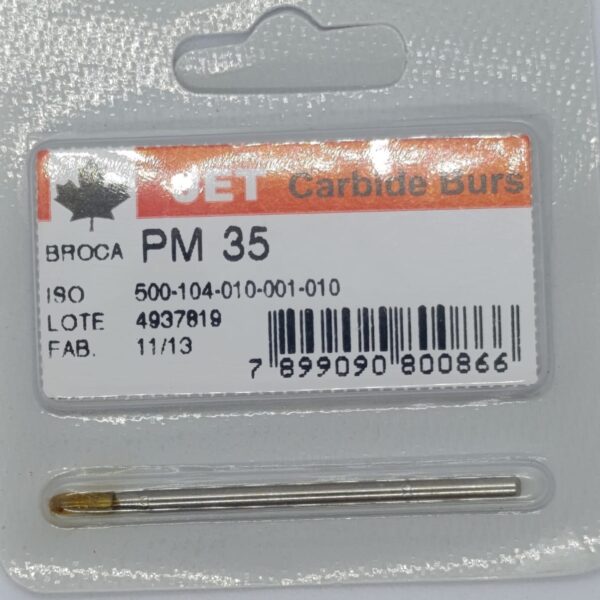 JET Carbide Burs
BROCA PM 35
ISO 500-104-010-001-010
LOTE 4937819
FAB. 11/13
7 899090 800866